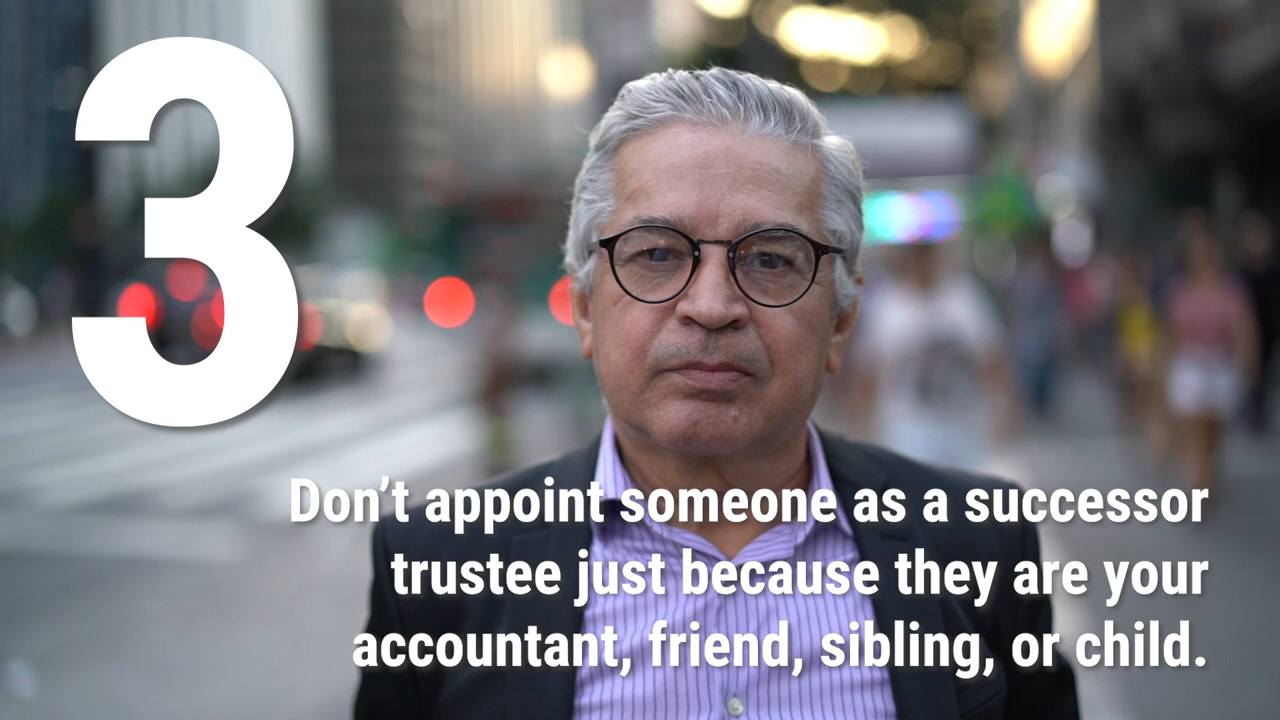 3
Don’t appoint someone as a successor
trustee just because they are your
accountant, friend, sibling, or child.